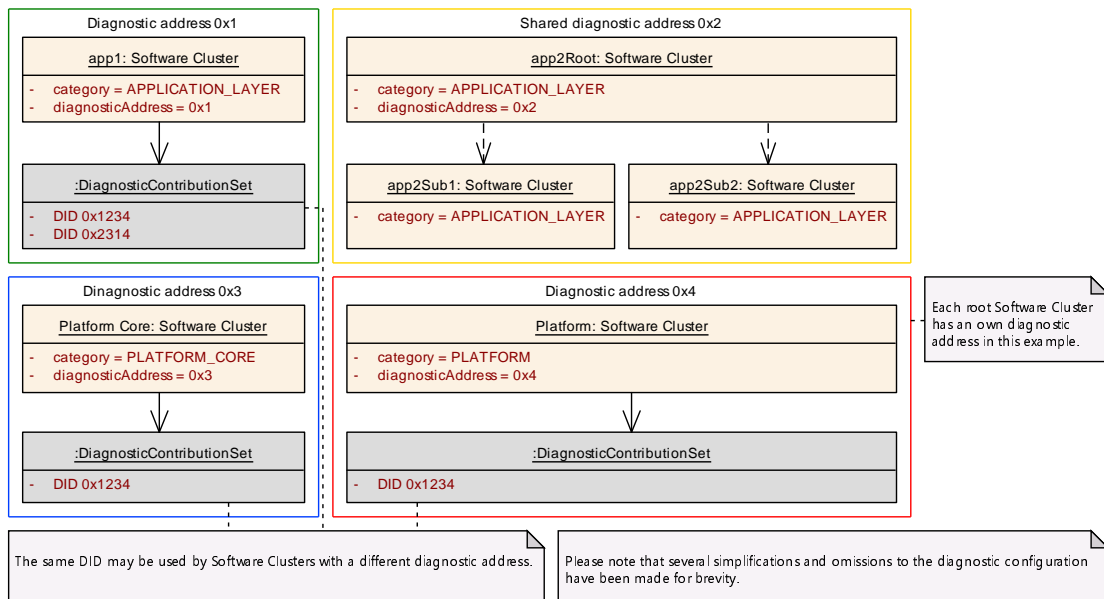 Diagnostic address 0x1
app1: Software Cluster
- category = APPLICATION_LAYER
- diagnosticAddress = 0x1
:DiagnosticContributionSet
- DID 0x1234
- DID 0x2314
Shared diagnostic address 0x2
app2Root: Software Cluster
- category = APPLICATION_LAYER
- diagnosticAddress = 0x2
app2Sub1: Software Cluster
- category = APPLICATION_LAYER
app2Sub2: Software Cluster
- category = APPLICATION_LAYER
Dinagnostic address 0x3
Platform Core: Software Cluster
- category = PLATFORM_CORE
- diagnosticAddress = 0x3
:DiagnosticContributionSet
- DID 0x1234
Diagnostic address 0x4
Platform: Software Cluster
- category = PLATFORM
- diagnosticAddress = 0x4
:DiagnosticContributionSet
- DID 0x1234
Each root Software Cluster
has an own diagnostic
address in this example.
The same DID may be used by Software Clusters with a different diagnostic address.
Please note that several simplifications and omissions to the diagnostic configuration
have been made for brevity.